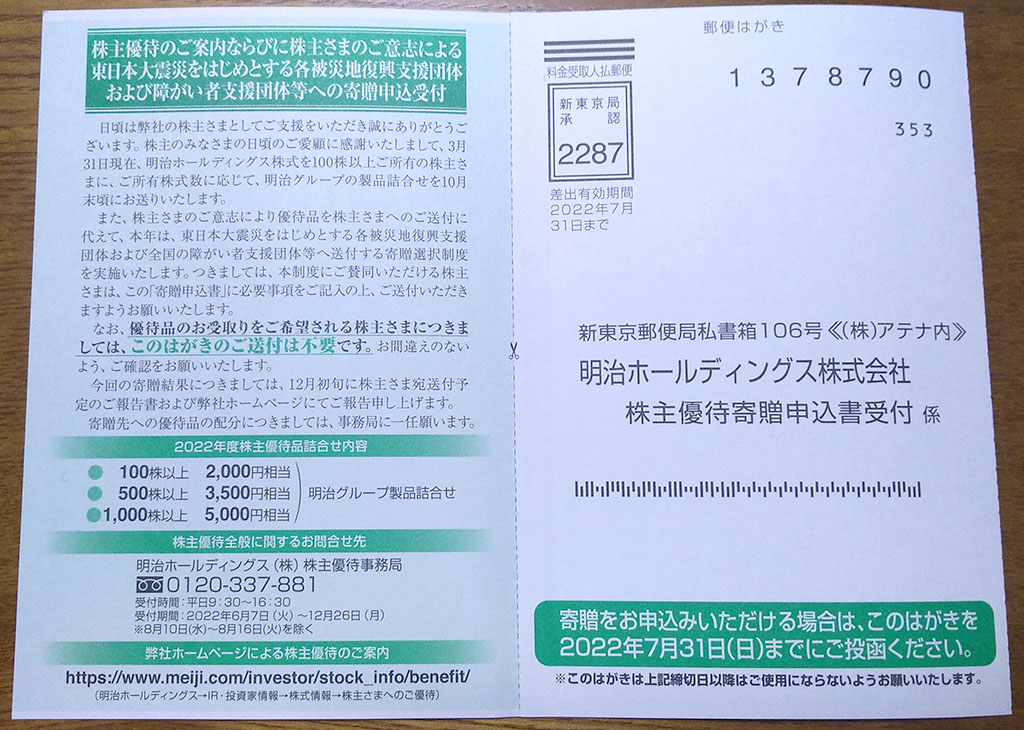 株主優待のご案内ならびに株主さまのご意志による
東日本大震災をはじめとする各被災地復興支援団体
および障がい者支援団体等への寄贈申込受付
日頃は弊社の株主さまとしてご支援をいただき誠にありがとうご
ざいます。株主のみなさまの日頃のご愛顧に感謝いたしまして、3月
31日現在、明治ホールディングス株式を100株以上ご所有の株主さ
まに、ご所有株式数に応じて、明治グループの製品詰合せを10月
末頃にお送りいたします。
また、株主さまのご意志により優待品を株主さまへのご送付に
代えて、本年は、東日本大震災をはじめとする各被災地復興支援
団体および全国の障がい者支援団体等へ送付する寄贈選択制度
を実施いたします。つきましては、本制度にご賛同いただける株主
さまは、この「寄贈申込書」に必要事項をご記入の上、ご送付いただき
ますようお願いいたします。
なお、優待品のお受取りをご希望される株主さまにつきま
しては、このはがきのご送付は不要です。お間違えのない
よう、ご確認をお願いいたします。
今回の寄贈結果につきましては、12月初旬に株主さま宛送付予
定のご報告書および弊社ホームページにてご報告申し上げます。
寄贈先への優待品の配分につきましては、事務局に一任願います。
2022年度株主優待品詰合せ内容
100株以上 2,000円相当
500株以上 3,500円相当 明治グループ製品詰合せ
1,000株以上 5,000円相当
株主優待全般に関するお問合せ先
明治ホールディングス(株) 株主優待事務局
0120-337-881
受付時間:平日9:30〜16:30
受付期間:2022年6月7日(火)〜12月26日(月)
※8月10日(水)〜8月16日(火)を除く
弊社ホームページによる株主優待のご案内
https://www.meiji.com/investor/stock_info/benefit/
(明治ホールディングス→IR・投資家情報→株式情報→株主さまへのご優待)
郵便はがき
料金受取人払郵便
新東京局
承認
2287
差出有効期間
2022年7月
31日まで
1378790
353
新東京郵便局私書箱106号《(株)アテナ内》
明治ホールディングス株式会社
株主優待寄贈申込書受付 係
寄贈をお申込みいただける場合は、このはがきを
2022年7月31日(日)までにご投函ください。
※このはがきは上記締切日以降はご使用にならないようお願いいたします。